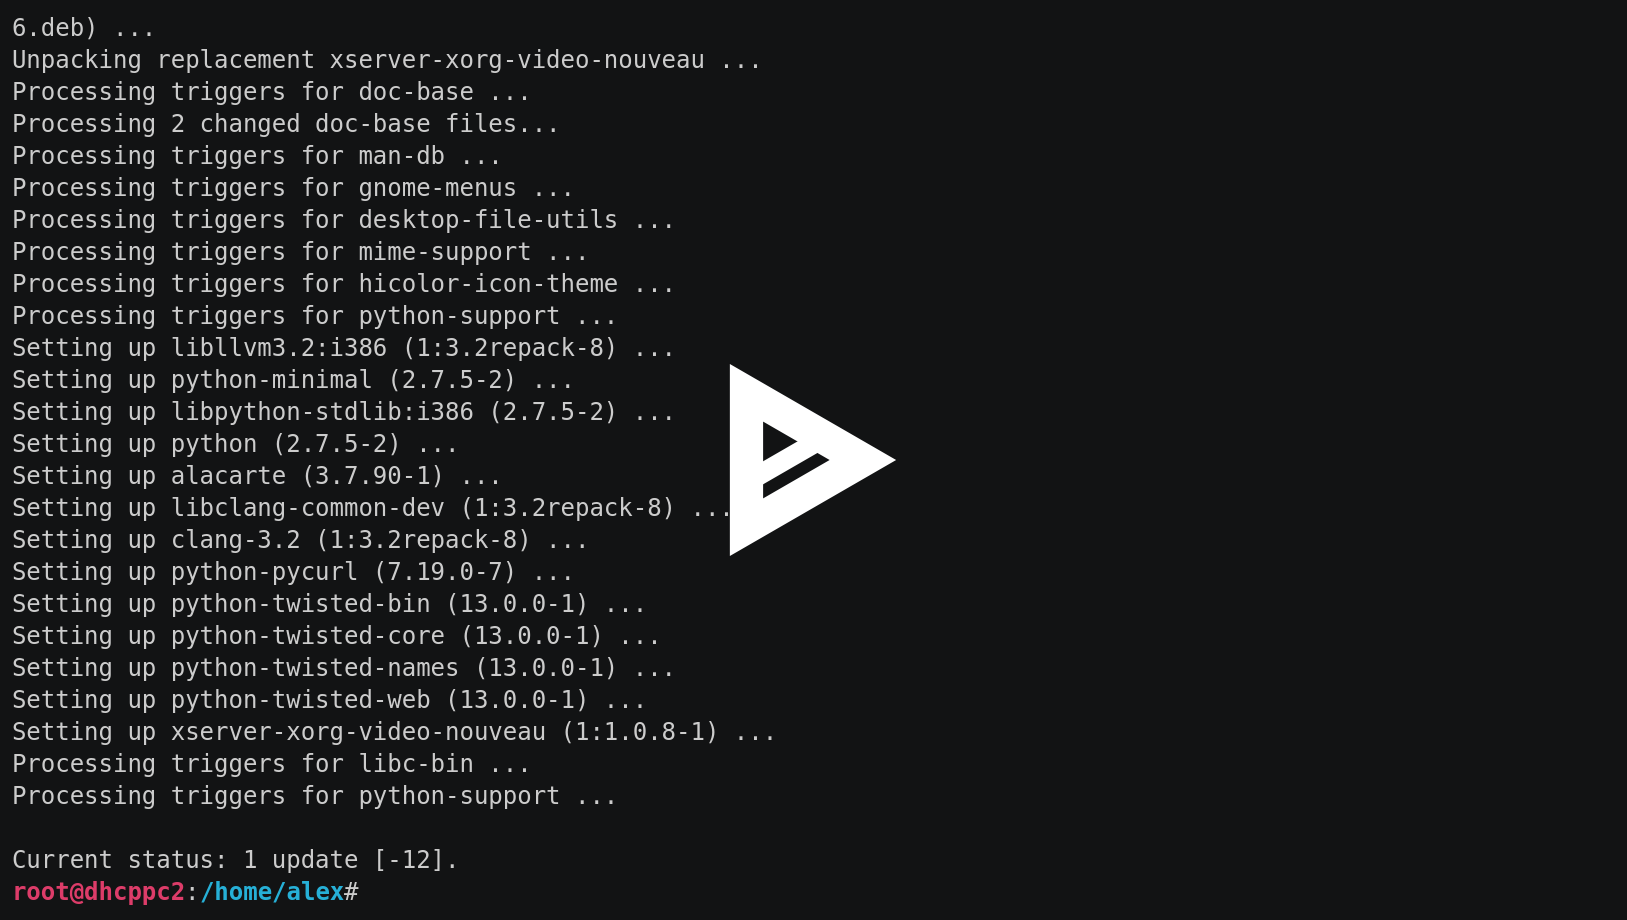 6.deb) ...
Unpacking replacement xserver-xorg-video-nouveau ...
Processing triggers for doc-base ...
Processing 2 changed doc-base files...
Processing triggers for man-db ...
Processing triggers for gnome-menus ...
Processing triggers for desktop-file-utils ...
Processing triggers for mime-support ...
Processing triggers for hicolor-icon-theme ...
Processing triggers for python-support ...
Setting up libllvm3.2:i386 (1:3.2repack-8) ...
Setting up python-minimal (2.7.5-2) ...
Setting up libpython-stdlib:i386 (2.7.5-2) ...
Setting up python (2.7.5-2) ...
Setting up alacarte (3.7.90-1) ...
Setting up libclang-common-dev (1:3.2repack-8) ...
Setting up clang-3.2 (1:3.2repack-8) ...
Setting up python-pycurl (7.19.0-7) ...
Setting up python-twisted-bin (13.0.0-1) ...
Setting up python-twisted-core (13.0.0-1) ...
Setting up python-twisted-names (13.0.0-1) ...
Setting up python-twisted-web (13.0.0-1) ...
Setting up xserver-xorg-video-nouveau (1:1.0.8-1) ...
Processing triggers for libc-bin ...
Processing triggers for python-support ...
Current status: 1 update [-12].
root@dhcppc2:/home/alex#